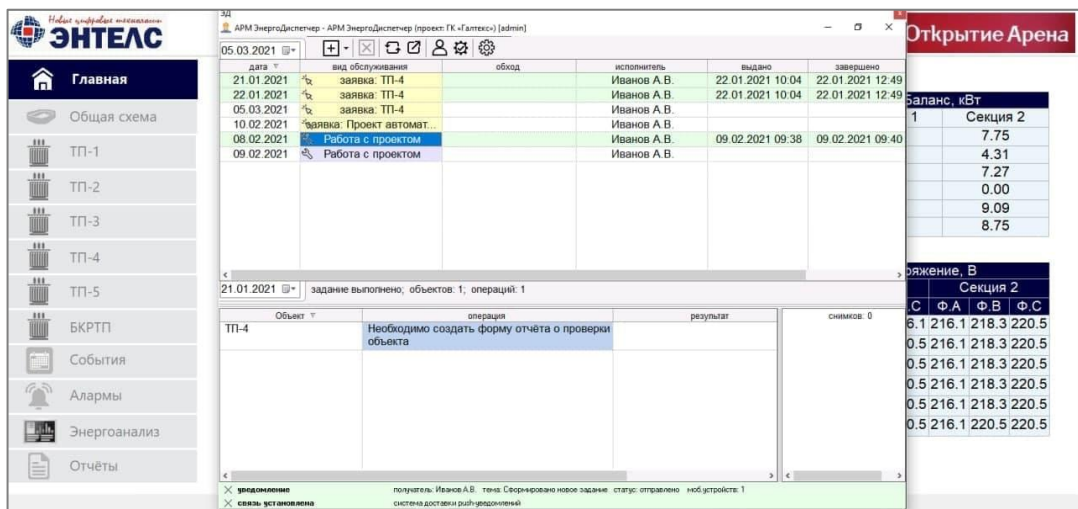 Новые цифровые технологии
ЭНТЕЛС
Главная
Общая схема
ТП-1
ТП-2
ТП-3
ТП-4
ТП-5
БКРТП
События
Алармы
Энергоанализ
Отчёты
ЭД
АРМ ЭнергоДиспетчер - АРМ ЭнергоДиспетчер (проект: ГК «Галтекс») [admin]
05.03.2021
дата вид обслуживания обход исполнитель выдано завершено
21.01.2021 заявка: ТП-4 Иванов А.В. 22.01.2021 10:04 22.01.2021 12:49
22.01.2021 заявка: ТП-4 Иванов А.В. 22.01.2021 10:04 22.01.2021 12:49
05.03.2021 заявка: ТП-4 Иванов А.В.
10.02.2021 заявка: Проект автомат... Иванов А.В.
08.02.2021 Работа с проектом Иванов А.В. 09.02.2021 09:38 09.02.2021 09:40
09.02.2021 Работа с проектом Иванов А.В.
21.01.2021 задание выполнено; объектов: 1; операций: 1
Объект операция результат снимков: 0
ТП-4 Необходимо создать форму отчёта о проверки
объекта
уведомление получатель: Иванов А.В. тема: Сформировано новое задание статус: отправлено моб.устройств: 1
связь установлена система доставки push-уведомлений
Открытие Арена
Баланс, кВт
1 Секция 2
7.75
4.31
7.27
0.00
9.09
8.75
ряжение, В
Секция 2
.С Ф.А Ф.В Ф.С
6.1 216.1 218.3 220.5
0.5 216.1 218.3 220.5
0.5 216.1 218.3 220.5
0.5 216.1 218.3 220.5
0.5 216.1 218.3 220.5
0.5 216.1 220.5 220.5